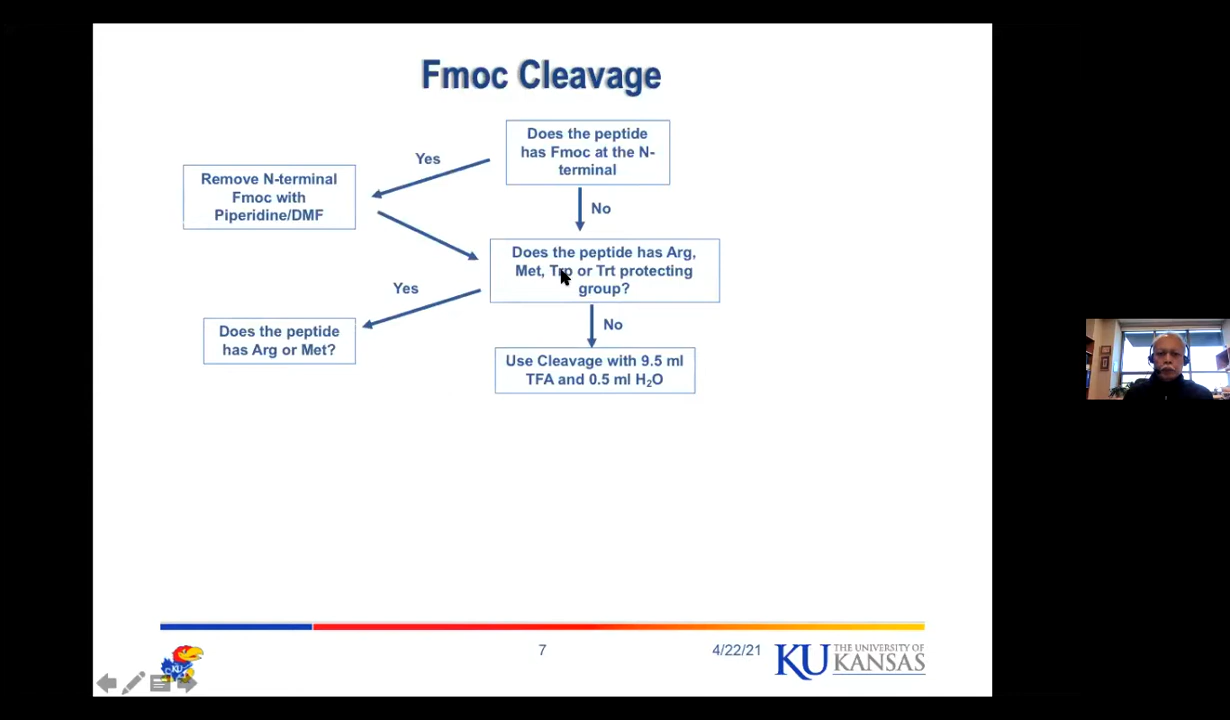 Fmoc Cleavage
Does the peptide
has Fmoc at the N-
terminal
Yes
Remove N-terminal
Fmoc with
Piperidine/DMF
No
Does the peptide has Arg,
Met, Trp or Trt protecting
group?
Yes
No
Does the peptide
has Arg or Met?
Use Cleavage with 9.5 ml
TFA and 0.5 ml H₂O
7
4/22/21
KU
THE UNIVERSITY OF
KANSAS
KU